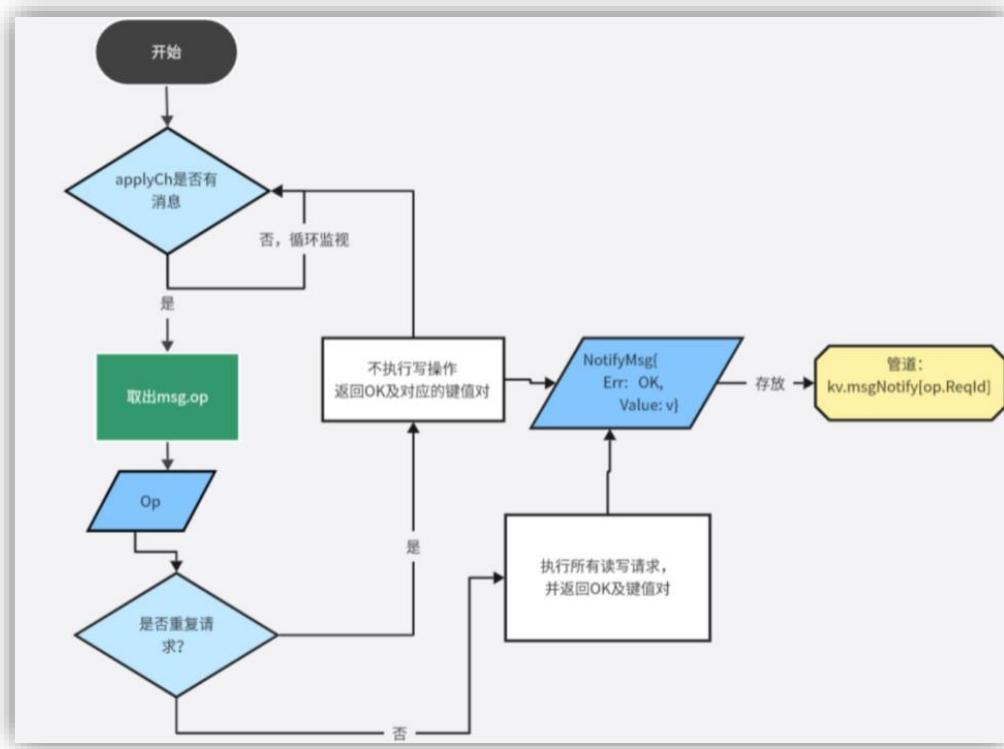 开始
applyCh是否有
消息
否，循环监视
是
取出msg.op
Op
是否重复请
求？
不执行写操作
返回OK及对应的键值对
是
否
执行所有读写请求，
并返回OK及键值对
NotifyMsg{
Err: OK,
Value: v}
存放
管道：
kv.msgNotify[op.ReqId]